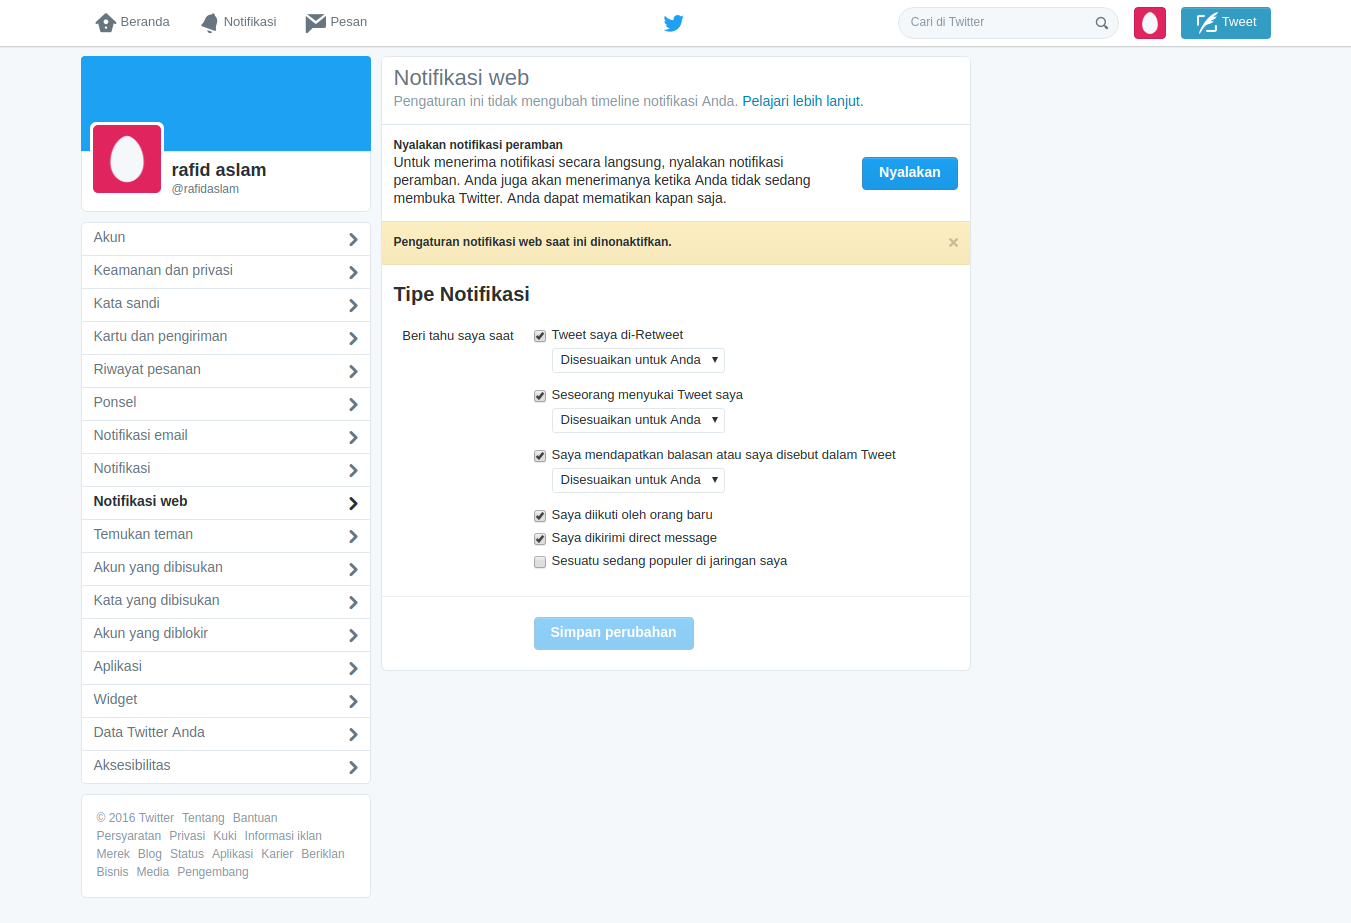 Beranda Notifikasi Pesan Cari di Twitter Tweet
rafid aslam
@rafidaslam
Akun
Keamanan dan privasi
Kata sandi
Kartu dan pengiriman
Riwayat pesanan
Ponsel
Notifikasi email
Notifikasi
Notifikasi web
Temukan teman
Akun yang dibisukan
Kata yang dibisukan
Akun yang diblokir
Aplikasi
Widget
Data Twitter Anda
Aksesibilitas
© 2016 Twitter Tentang Bantuan
Persyaratan Privasi Kuki Informasi iklan
Merek Blog Status Aplikasi Karier Beriklan
Bisnis Media Pengembang
Notifikasi web
Pengaturan ini tidak mengubah timeline notifikasi Anda. Pelajari lebih lanjut.
Nyalakan notifikasi peramban
Untuk menerima notifikasi secara langsung, nyalakan notifikasi
peramban. Anda juga akan menerimanya ketika Anda tidak sedang
membuka Twitter. Anda dapat mematikan kapan saja.
Nyalakan
Pengaturan notifikasi web saat ini dinonaktifkan.
Tipe Notifikasi
Beri tahu saya saat
Tweet saya di-Retweet
Disesuaikan untuk Anda
Seseorang menyukai Tweet saya
Disesuaikan untuk Anda
Saya mendapatkan balasan atau saya disebut dalam Tweet
Disesuaikan untuk Anda
Saya diikuti oleh orang baru
Saya dikirimi direct message
Sesuatu sedang populer di jaringan saya
Simpan perubahan